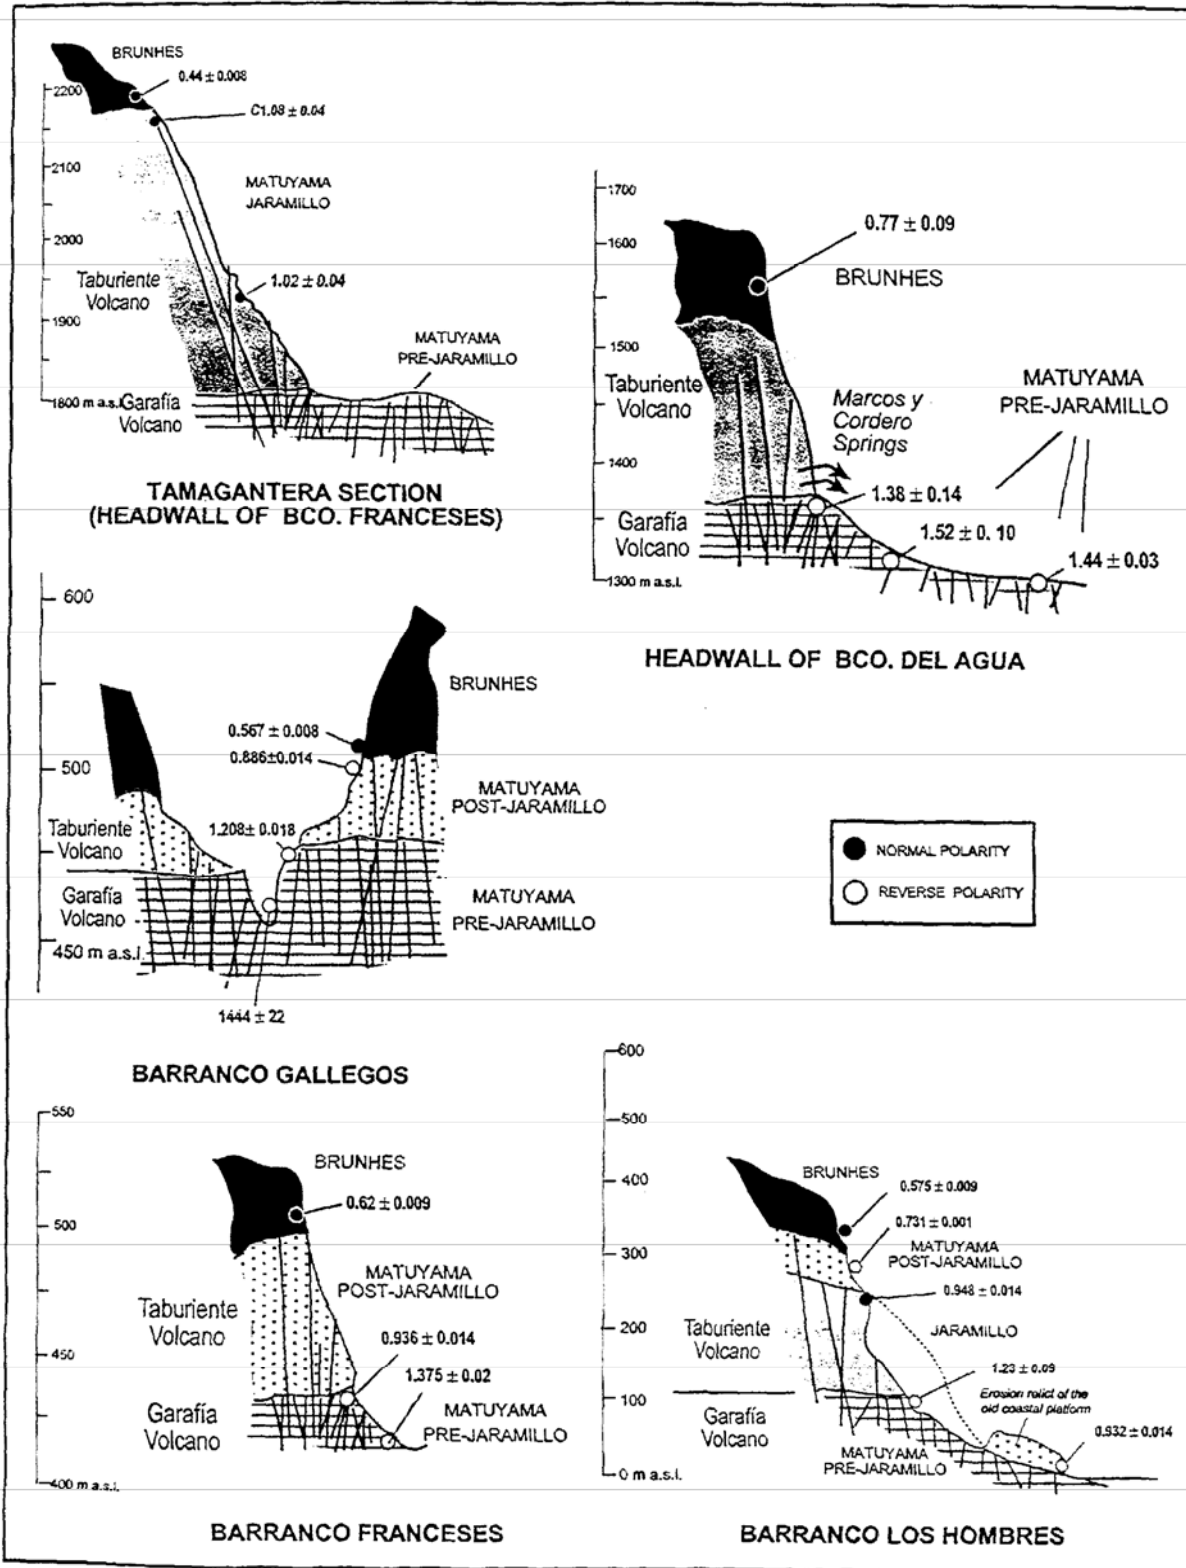 BRUNHES
0.44 ± 0.008
2200
C1.08 ± 0.04
2100
MATUYAMA
JARAMILLO
2000
Taburiente
Volcano
1.02 ± 0.04
1900
MATUYAMA
PRE-JARAMILLO
1800 m a.s.l.
Garafía
Volcano
TAMAGANTERA SECTION
(HEADWALL OF BCO. FRANCESES)
1700
1600
0.77 ± 0.09
BRUNHES
1500
Taburiente
Volcano
Marcos y
Cordero
Springs
MATUYAMA
PRE-JARAMILLO
1400
1.38 ± 0.14
Garafía
Volcano
1.52 ± 0. 10
1.44 ± 0.03
1300 m a.s.l.
HEADWALL OF BCO. DEL AGUA
600
BRUNHES
0.567 ± 0.008
0.886±0.014
500
MATUYAMA
POST-JARAMILLO
1.208± 0.018
Taburiente
Volcano
Garafía
Volcano
MATUYAMA
PRE-JARAMILLO
450 m a.s.l.
1444 ± 22
BARRANCO GALLEGOS
NORMAL POLARITY
REVERSE POLARITY
550
BRUNHES
0.62 ± 0.009
500
MATUYAMA
POST-JARAMILLO
Taburiente
Volcano
0.936 ± 0.014
450
1.375 ± 0.02
Garafía
Volcano
MATUYAMA
PRE-JARAMILLO
400 m a.s.l.
BARRANCO FRANCESES
600
500
BRUNHES
400
0.575 ± 0.009
0.731 ± 0.001
MATUYAMA
POST-JARAMILLO
300
0.948 ± 0.014
200
Taburiente
Volcano
JARAMILLO
1.23 ± 0.09
100
Erosion relict of the
old coastal platform
Garafía
Volcano
0.932 ± 0.014
MATUYAMA
PRE-JARAMILLO
0 m a.s.l.
BARRANCO LOS HOMBRES